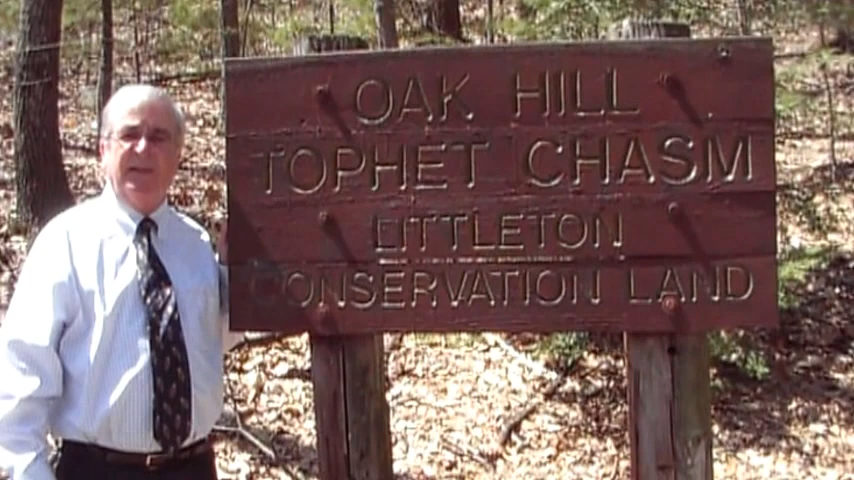 OAK HILL
TOPHET CHASM
LITTLETON
CONSERVATION LAND